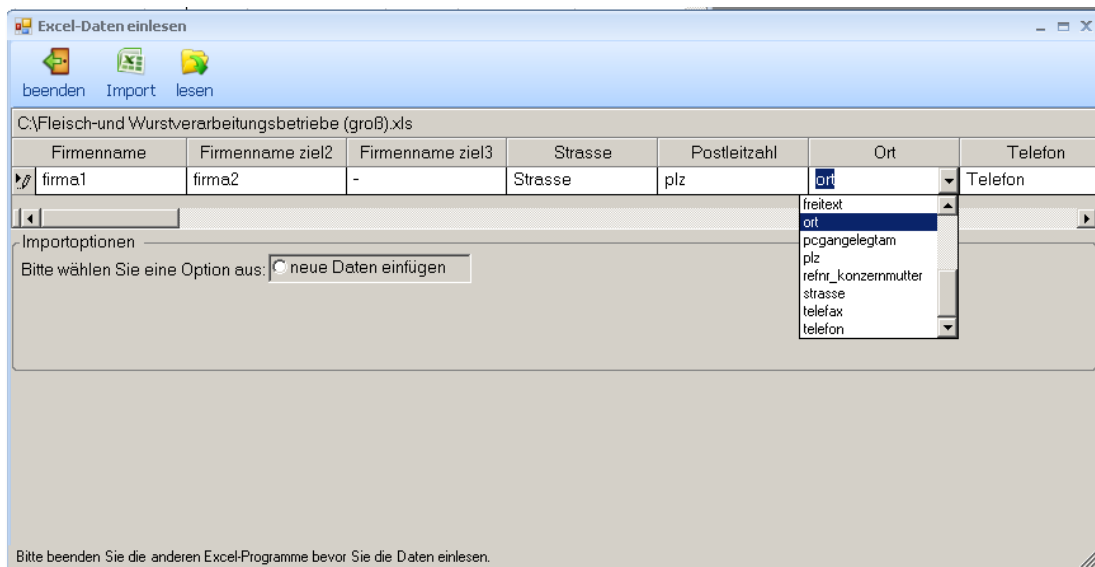 Excel-Daten einlesen
beenden Import lesen
C:\Fleisch-und Wurstverarbeitungsbetriebe (groß).xls
Firmenname Firmenname ziel2 Firmenname ziel3 Strasse Postleitzahl Ort Telefon
firma1 firma2 - Strasse plz ort Telefon
freitext
ort
pcgangelegtam
plz
refnr_konzernmutter
strasse
telefax
telefon
Importoptionen
Bitte wählen Sie eine Option aus: neue Daten einfügen
Bitte beenden Sie die anderen Excel-Programme bevor Sie die Daten einlesen.